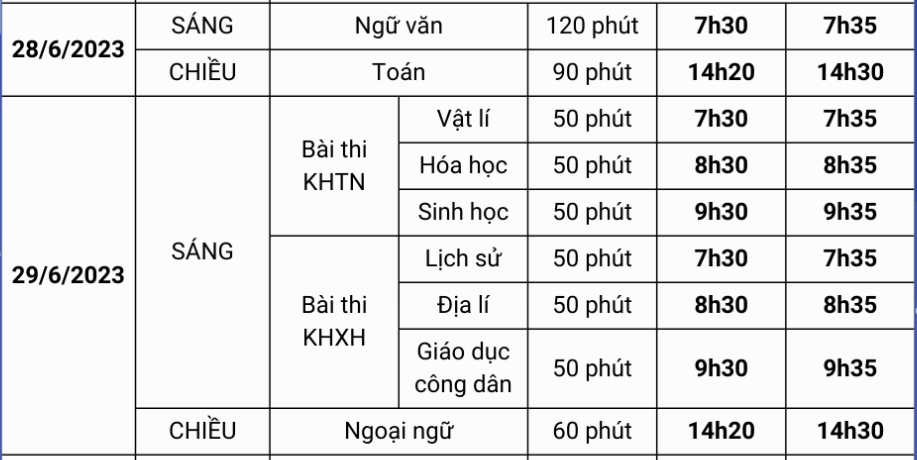 28/6/2023
SÁNG
Ngữ văn
120 phút
7h30
7h35
CHIỀU
Toán
90 phút
14h20
14h30
29/6/2023
SÁNG
Bài thi
KHTN
Vật lí
50 phút
7h30
7h35
Hóa học
50 phút
8h30
8h35
Sinh học
50 phút
9h30
9h35
Bài thi
KHXH
Lịch sử
50 phút
7h30
7h35
Địa lí
50 phút
8h30
8h35
Giáo dục
công dân
50 phút
9h30
9h35
CHIỀU
Ngoại ngữ
60 phút
14h20
14h30